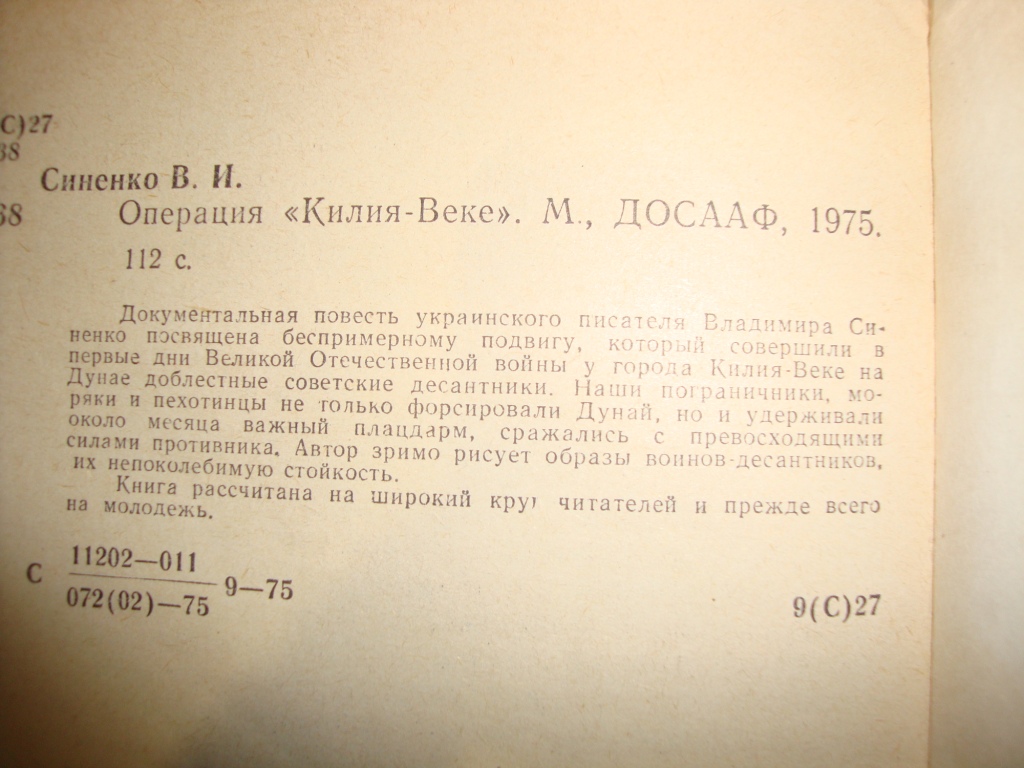 С)27
38
Синенко В. И.
68
Операция «Килия-Веке». М., ДОСААФ, 1975.
112 с.
Документальная повесть украинского писателя Владимира Си-
ненко посвящена беспримерному подвигу, который совершили в
первые дни Великой Отечественной войны у города Килия-Веке на
Дунае доблестные советские десантники. Наши пограничники, мо-
ряки и пехотинцы не только форсировали Дунай, но и удерживали
около месяца важный плацдарм, сражались с превосходящими
силами противника. Автор зримо рисует образы воинов-десантников,
их непоколебимую стойкость.
Книга рассчитана на широкий круг читателей и прежде всего
на молодежь.
С 11202—011
072(02)—75 9—75
9(С)27